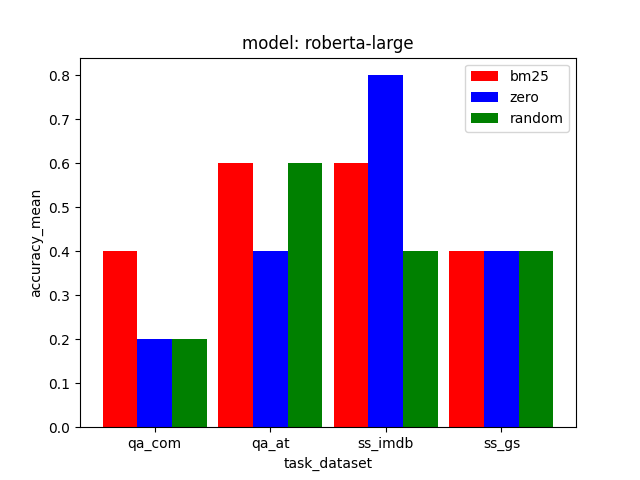 model: roberta-large
bm25
zero
random
accuracy_mean
0.8
0.7
0.6
0.5
0.4
0.3
0.2
0.1
0.0
qa_com qa_at ss_imdb ss_gs
task_dataset